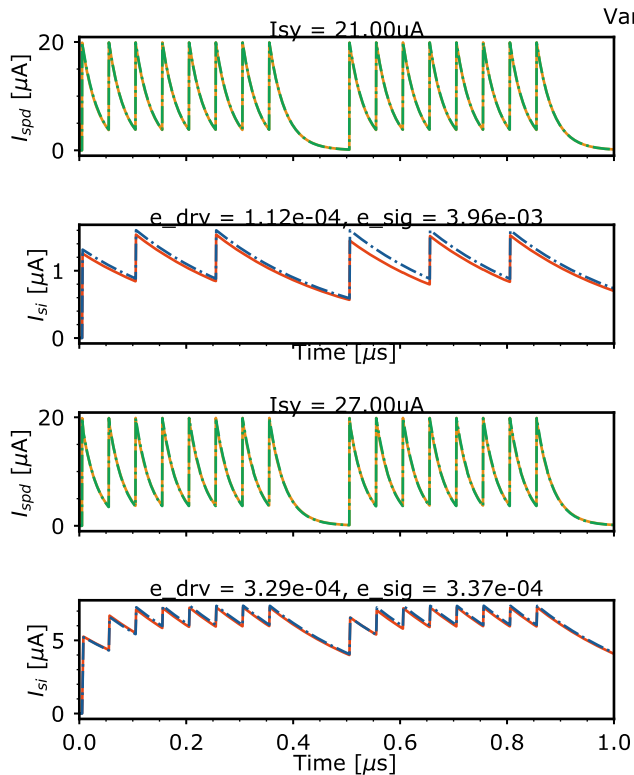 Var
Isy = 21.00uA
20
0
I_spd [μA]
e_drv = 1.12e-04, e_sig = 3.96e-03
1
0
I_si [μA]
Time [μs]
Isy = 27.00uA
20
0
I_spd [μA]
e_drv = 3.29e-04, e_sig = 3.37e-04
5
0
I_si [μA]
0.0 0.2 0.4 0.6 0.8 1.0
Time [μs]